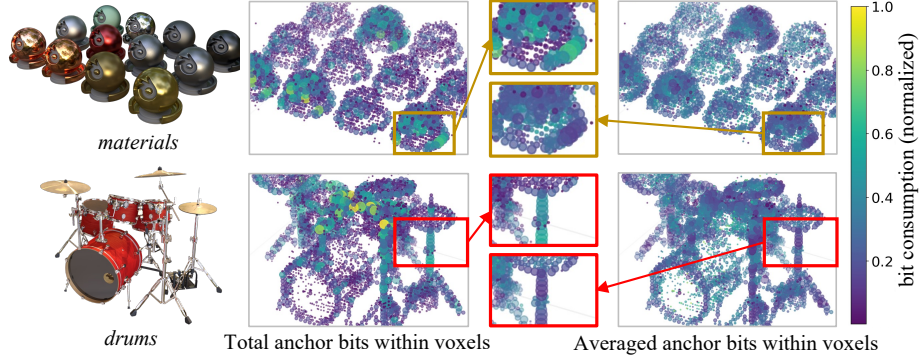 materials
drums
Total anchor bits within voxels
Averaged anchor bits within voxels
1.0
0.8
0.6
0.4
0.2
bit consumption (normalized)